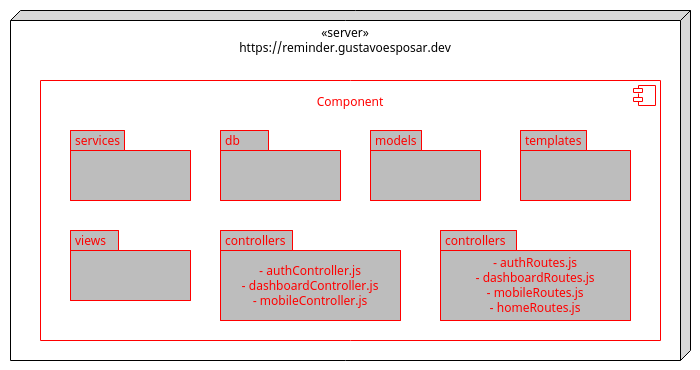 «server»
https://reminder.gustavoesposar.dev
Component
services
db
models
templates
views
controllers
- authController.js
- dashboardController.js
- mobileController.js
controllers
- authRoutes.js
- dashboardRoutes.js
- mobileRoutes.js
- homeRoutes.js